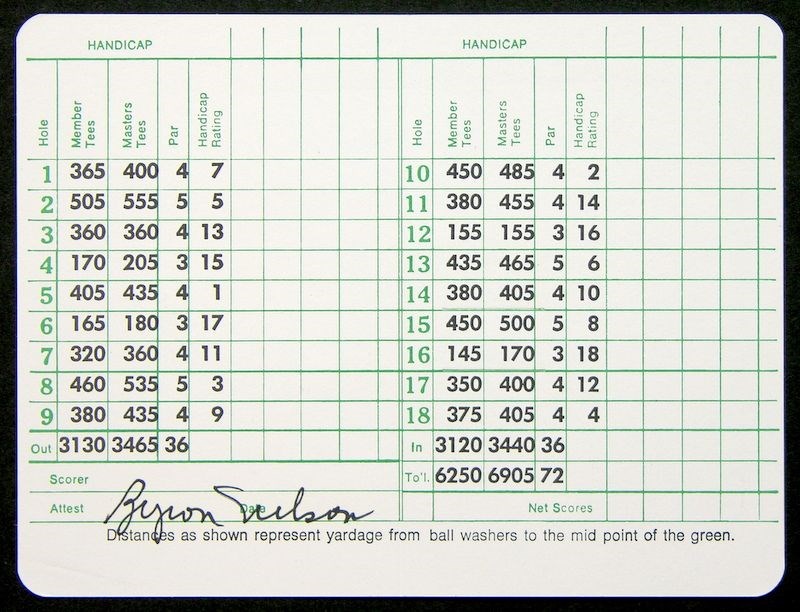 HANDICAP HANDICAP
Hole Member Tees Masters Tees Par Handicap Rating Hole Member Tees Masters Tees Par Handicap Rating
1 365 400 4 7 10 450 485 4 2
2 505 555 5 5 11 380 455 4 14
3 360 360 4 13 12 155 155 3 16
4 170 205 3 15 13 435 465 5 6
5 405 435 4 1 14 380 405 4 10
6 165 180 3 17 15 450 500 5 8
7 320 360 4 11 16 145 170 3 18
8 460 535 5 3 17 350 400 4 12
9 380 435 4 9 18 375 405 4 4
Out 3130 3465 36 In 3120 3440 36
Scorer To'l. 6250 6905 72
Attest Byron Nelson Date Net Scores
Distances as shown represent yardage from ball washers to the mid point of the green.